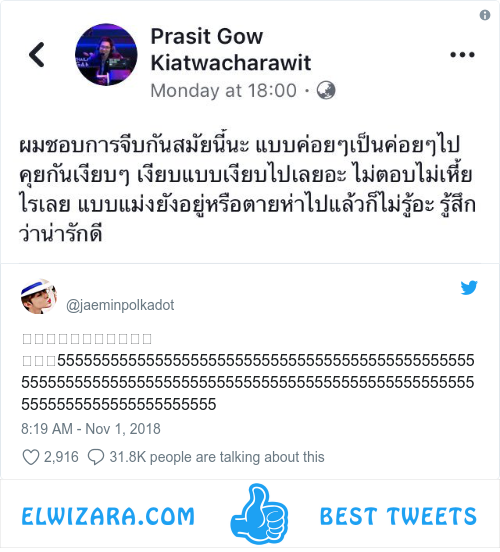 Prasit Gow
Kiatwacharawit
Monday at 18:00 ·
ผมชอบการจีบกันสมัยนี้นะ แบบค่อยๆเป็นค่อยๆไป
คุยกันเงียบๆ เงียบแบบเงียบไปเลยอะ ไม่ตอบไม่เหี้ย
ไรเลย แบบแม่งยังอยู่หรือตายห่าไปแล้วก็ไม่รู้อะ รู้สึก
ว่าน่ารักดี
@jaeminpolkadot
555555555555555555555555555555555555555555555555
5555555555555555555555555555555555555555555555555555
5555555555555555555555
8:19 AM - Nov 1, 2018
2,916 31.8K people are talking about this
ELWIZARA.COM BEST TWEETS